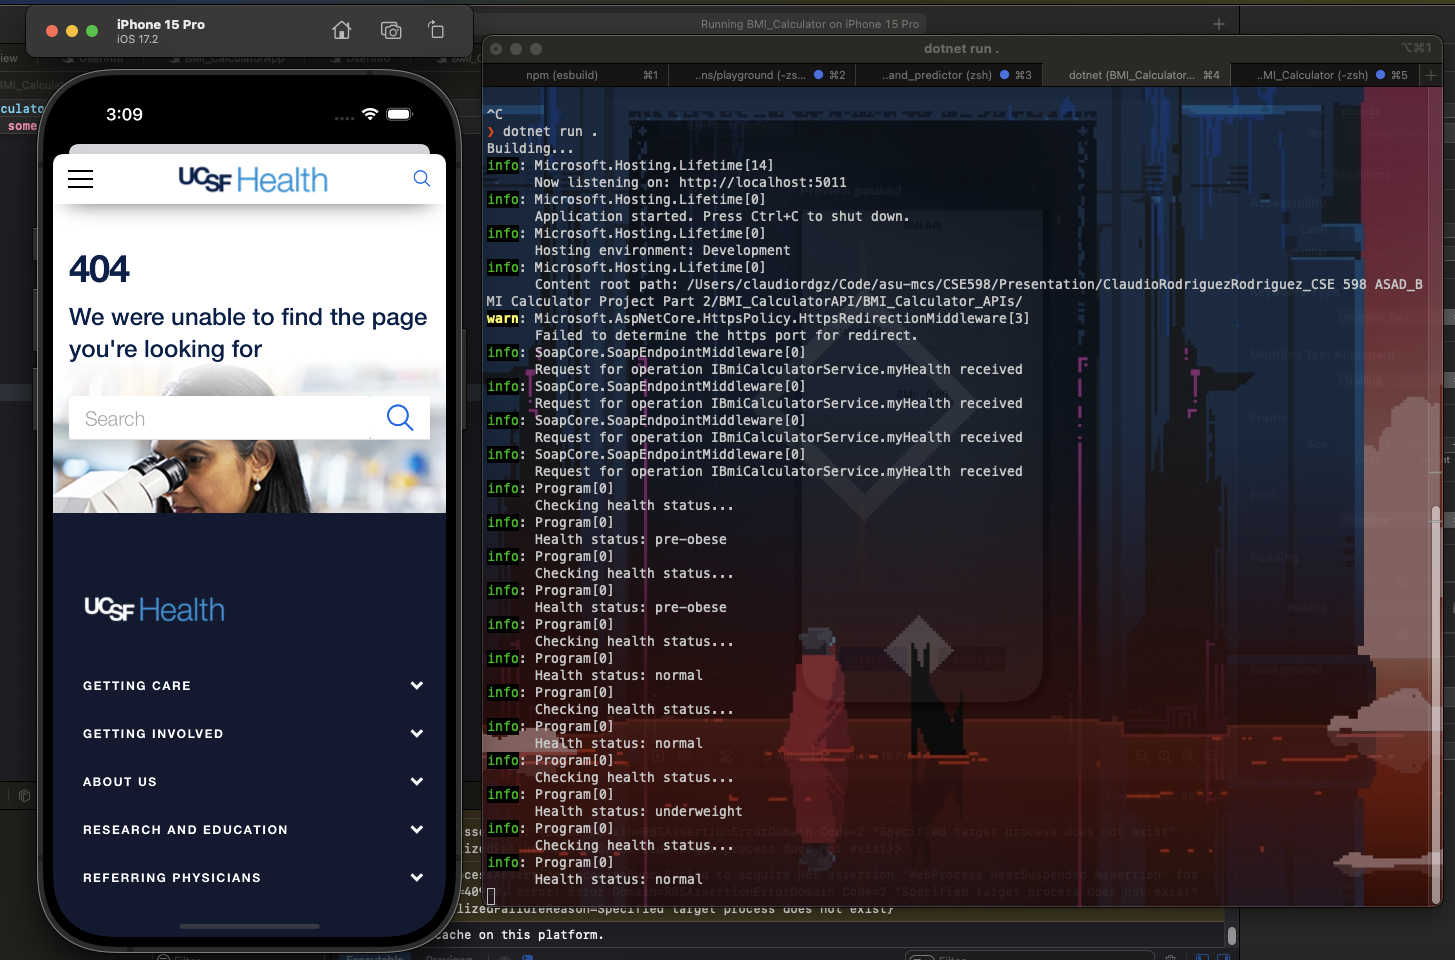 iPhone 15 Pro
iOS 17.2
Running BMI_Calculator on iPhone 15 Pro
dotnet run .
⌥⌘1
npm (esbuild) ⌘1
..ns/playground (-zs... ⌘2
..and_predictor (zsh) ⌘3
dotnet (BMI_Calculator... ⌘4
..MI_Calculator (-zsh) ⌘5
3:09
UCSF Health
404
We were unable to find the page
you're looking for
Search
UCSF Health
GETTING CARE
GETTING INVOLVED
ABOUT US
RESEARCH AND EDUCATION
REFERRING PHYSICIANS
^C
❯ dotnet run .
Building...
info: Microsoft.Hosting.Lifetime[14]
Now listening on: http://localhost:5011
info: Microsoft.Hosting.Lifetime[0]
Application started. Press Ctrl+C to shut down.
info: Microsoft.Hosting.Lifetime[0]
Hosting environment: Development
info: Microsoft.Hosting.Lifetime[0]
Content root path: /Users/claudiordgz/Code/asu-mcs/CSE598/Presentation/ClaudioRodriguezRodriguez_CSE 598 ASAD_B
MI Calculator Project Part 2/BMI_CalculatorAPI/BMI_Calculator_APIs/
warn: Microsoft.AspNetCore.HttpsPolicy.HttpsRedirectionMiddleware[3]
Failed to determine the https port for redirect.
info: SoapCore.SoapEndpointMiddleware[0]
Request for operation IBmiCalculatorService.myHealth received
info: SoapCore.SoapEndpointMiddleware[0]
Request for operation IBmiCalculatorService.myHealth received
info: SoapCore.SoapEndpointMiddleware[0]
Request for operation IBmiCalculatorService.myHealth received
info: SoapCore.SoapEndpointMiddleware[0]
Request for operation IBmiCalculatorService.myHealth received
info: Program[0]
Checking health status...
info: Program[0]
Health status: pre-obese
info: Program[0]
Checking health status...
info: Program[0]
Health status: pre-obese
info: Program[0]
Checking health status...
info: Program[0]
Health status: normal
info: Program[0]
Checking health status...
info: Program[0]
Health status: normal
info: Program[0]
Checking health status...
info: Program[0]
Health status: underweight
info: Program[0]
Checking health status...
info: Program[0]
Health status: normal
lizedFailureReason=Specified target process does not exist}
cache on this platform.